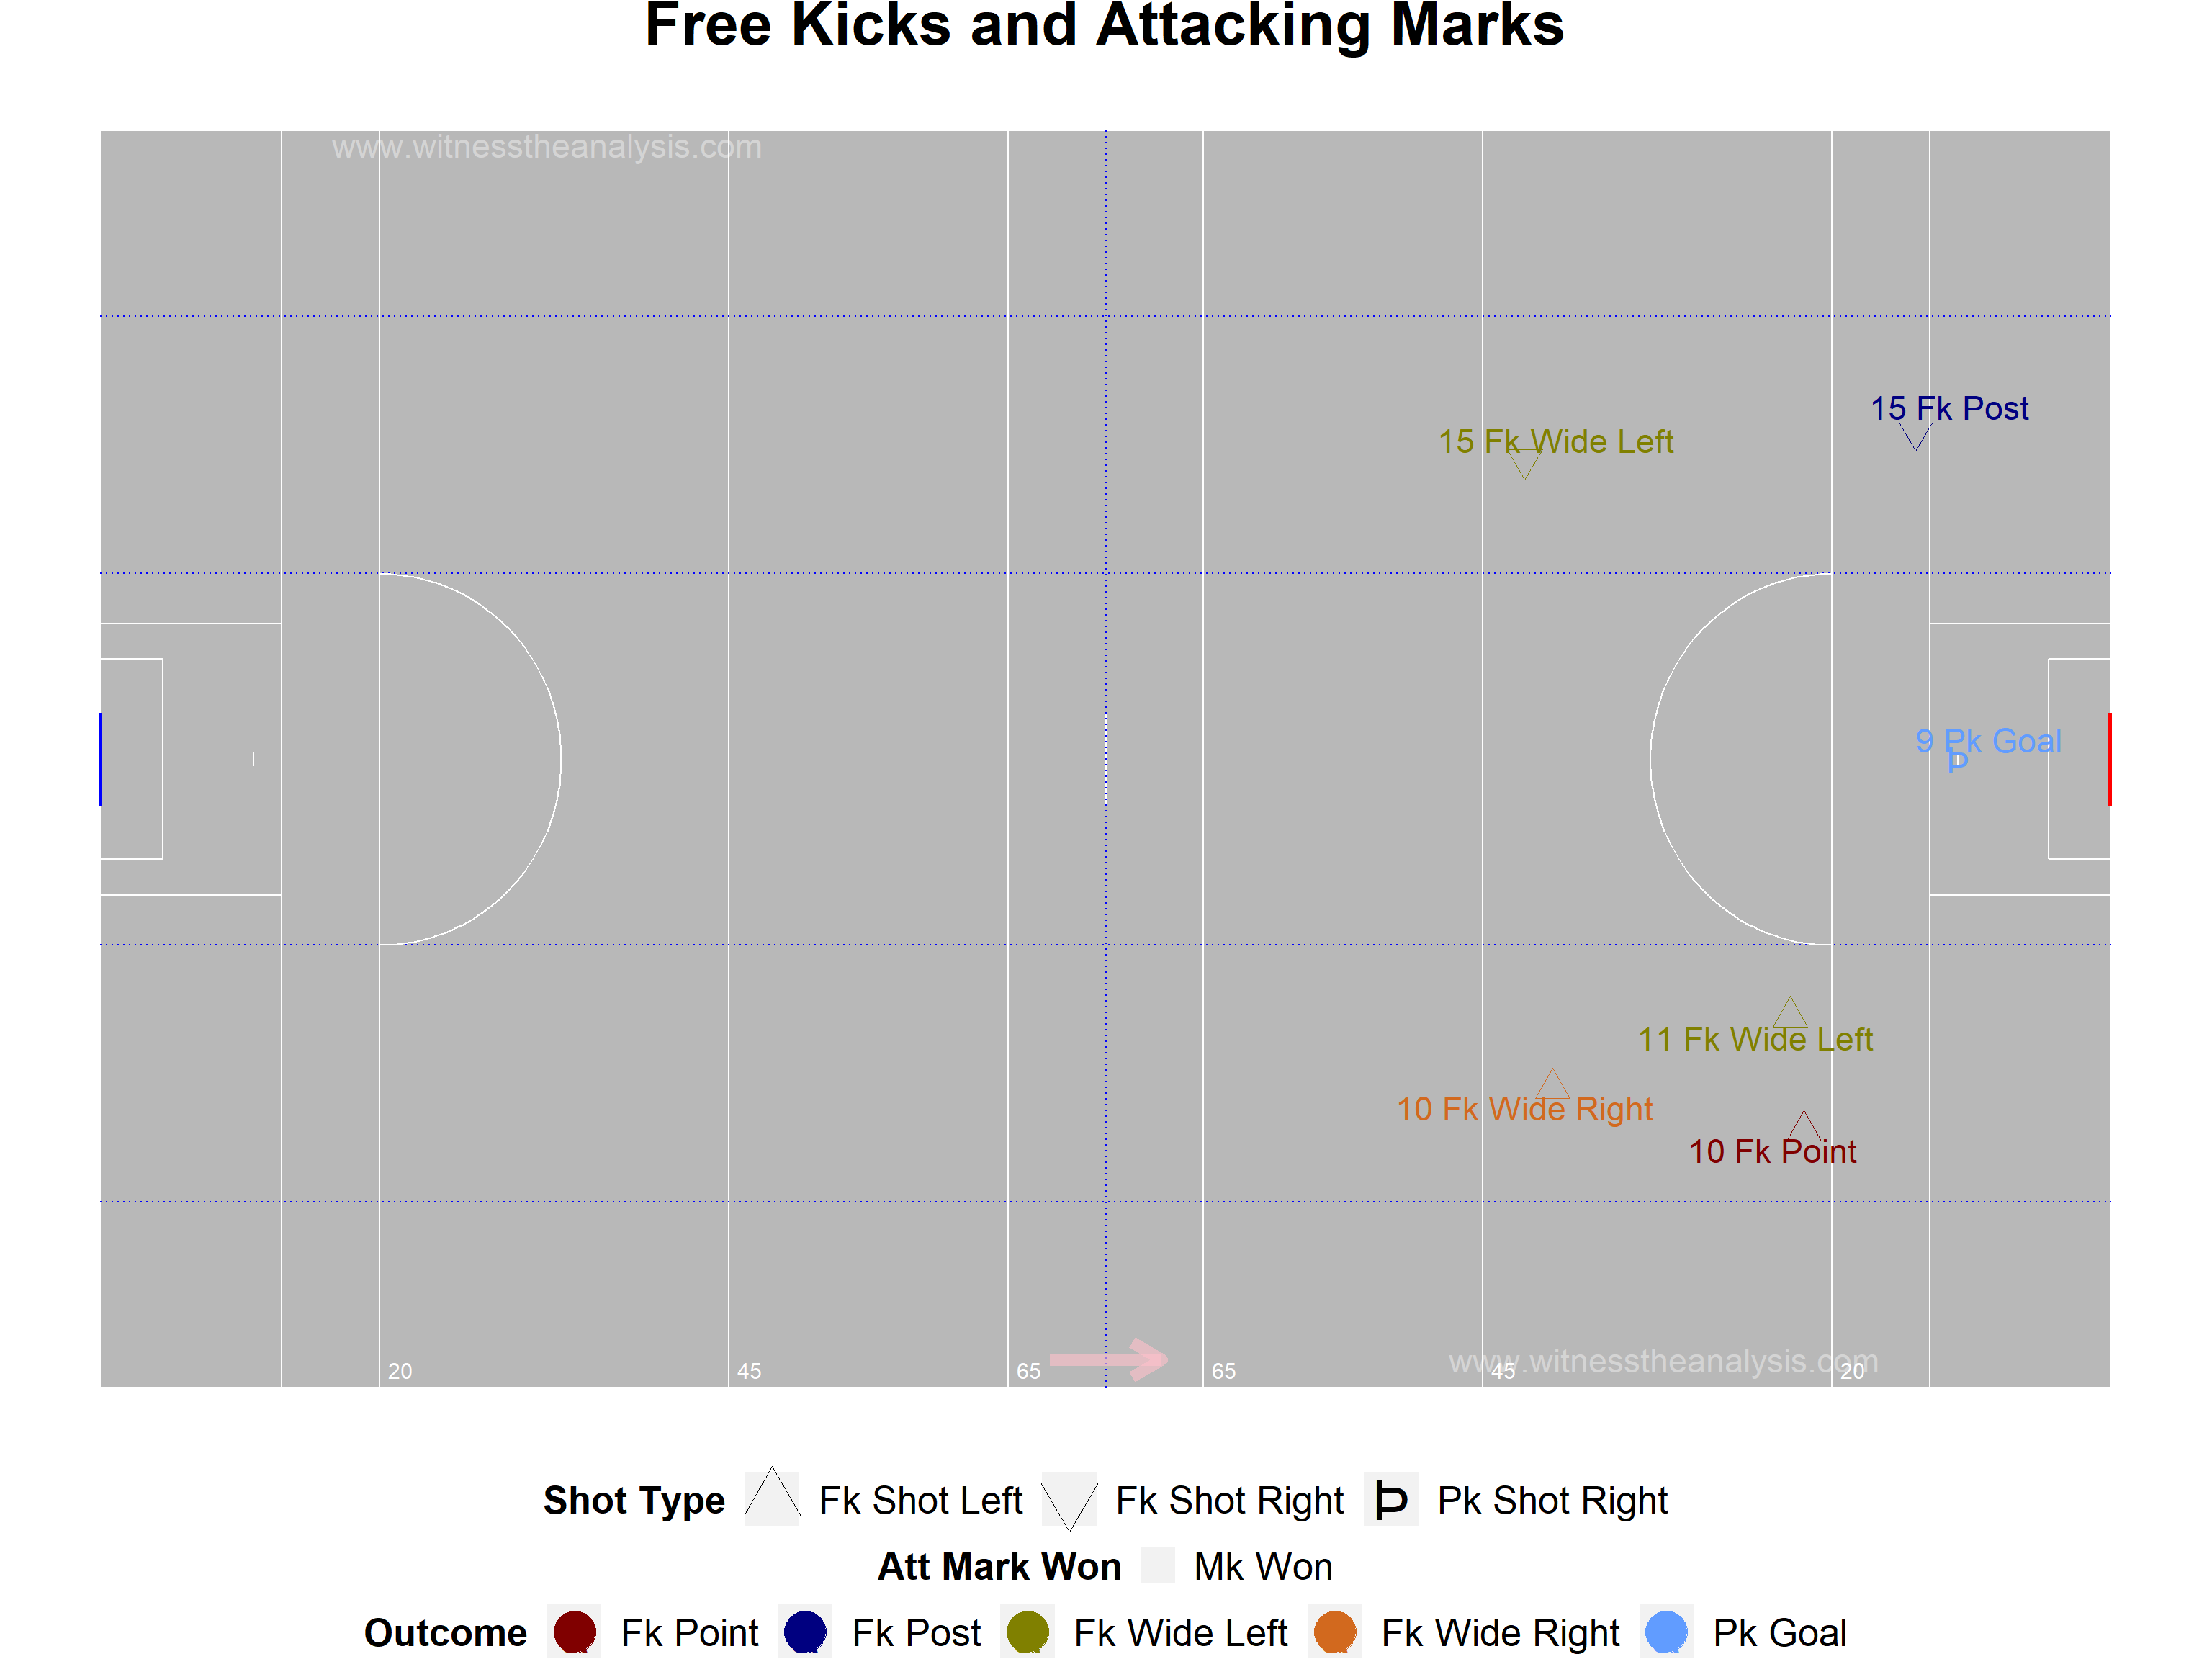 Free Kicks and Attacking Marks
www.witnesstheanalysis.com
15 Fk Post
15 Fk Wide Left
9 Pk Goal
Þ
11 Fk Wide Left
10 Fk Wide Right
10 Fk Point
www.witnesstheanalysis.com
20 45 65 65 45 20
Shot Type Fk Shot Left Fk Shot Right Þ Pk Shot Right
Att Mark Won Mk Won
Outcome Fk Point Fk Post Fk Wide Left Fk Wide Right Pk Goal